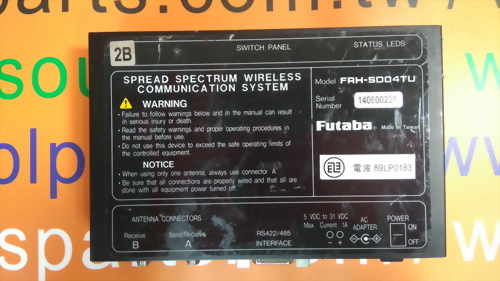 2B
SWITCH PANEL
STATUS LEDS
SPREAD SPECTRUM WIRELESS
COMMUNICATION SYSTEM
WARNING
• Failure to follow warnings below and in the manual can result
in serious injury or death.
• Read the safety warnings and proper operating procedures in
the manual before use.
• Do not use this device to exceed the safe operating limits of
the controlled equipment.
NOTICE
• When using only one antenna, always use connector A.
• Be sure that all connections are properly wired and that all are
done with all equipment power turned off.
Model FRH-SD04TU
Serial
Number
Futaba® Made in Taiwan
電波 89LP0183
ANTENNA CONNECTORS
Receive
B
Send/Receive
A
RS422/485
INTERFACE
5 VDC to 31 VDC
Max. Current 1A
- +
AC
ADAPTER
POWER
ON
OFF